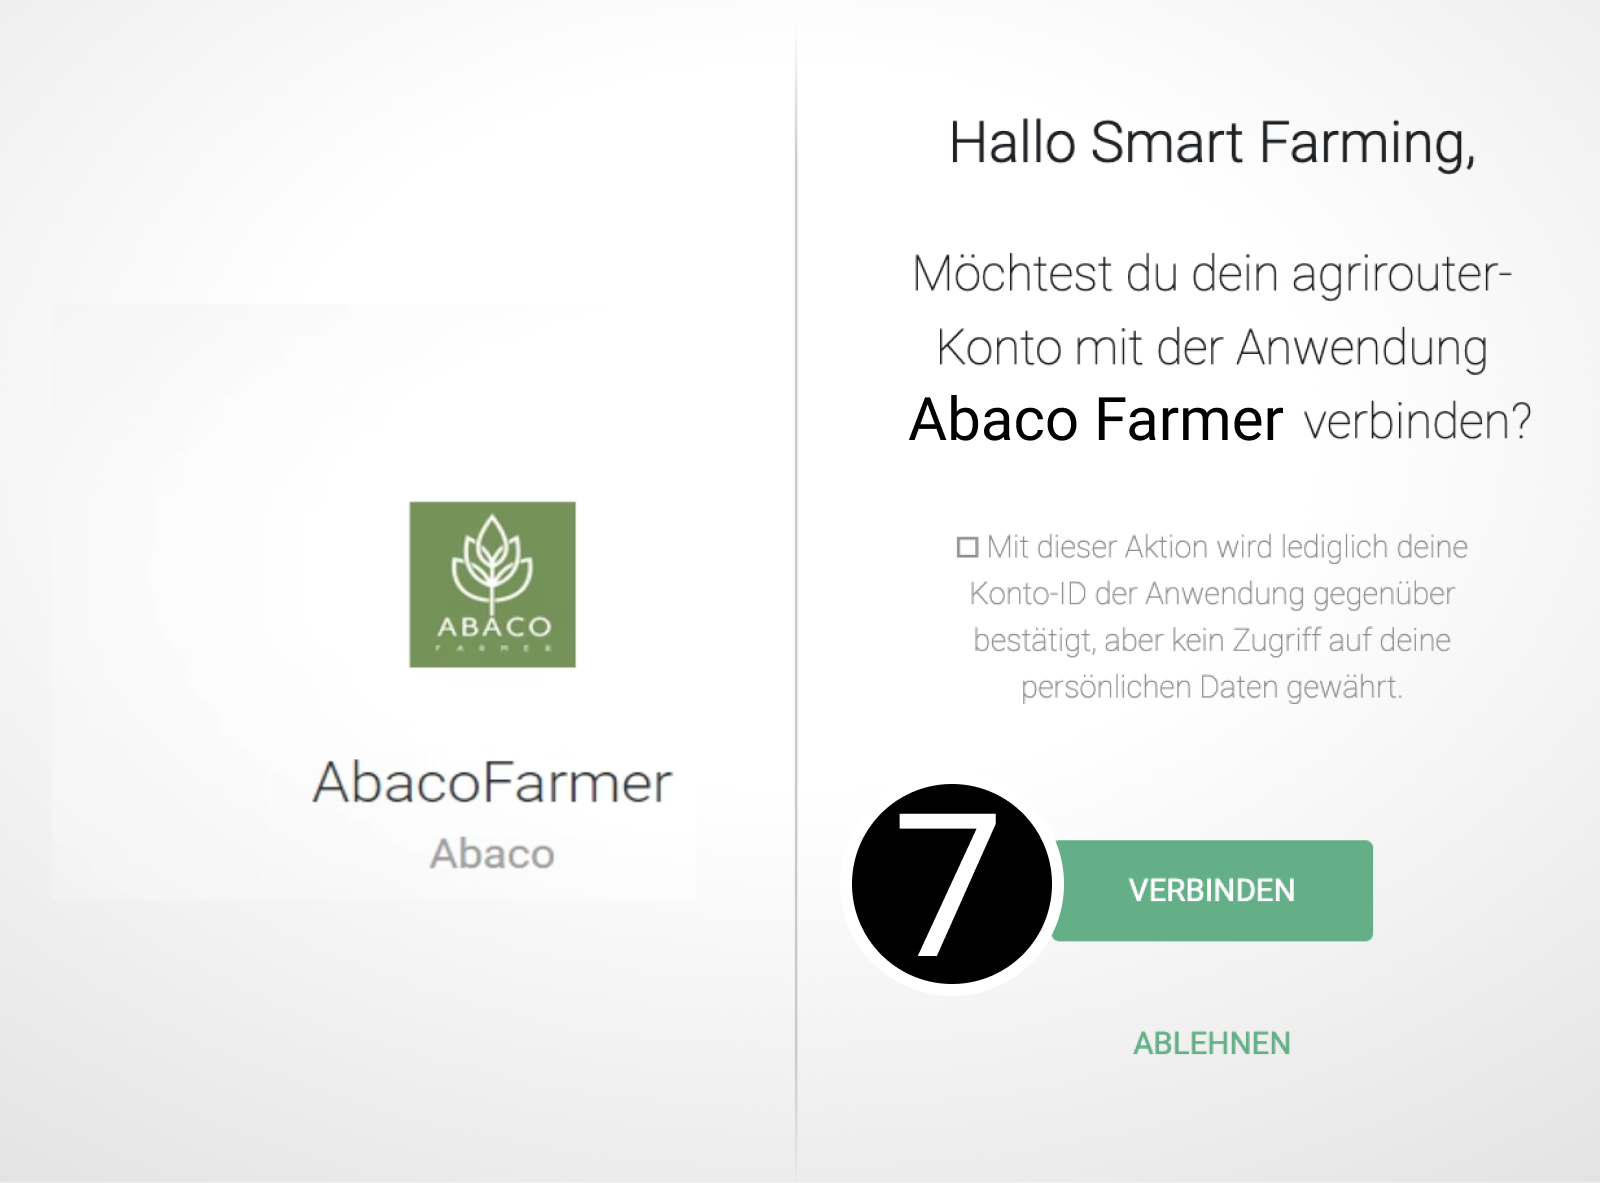 ABACO
FARMER
AbacoFarmer
Abaco
Hallo Smart Farming,
Möchtest du dein agrirouter-
Konto mit der Anwendung
Abaco Farmer verbinden?
Mit dieser Aktion wird lediglich deine
Konto-ID der Anwendung gegenüber
bestätigt, aber kein Zugriff auf deine
persönlichen Daten gewährt.
7
VERBINDEN
ABLEHNEN